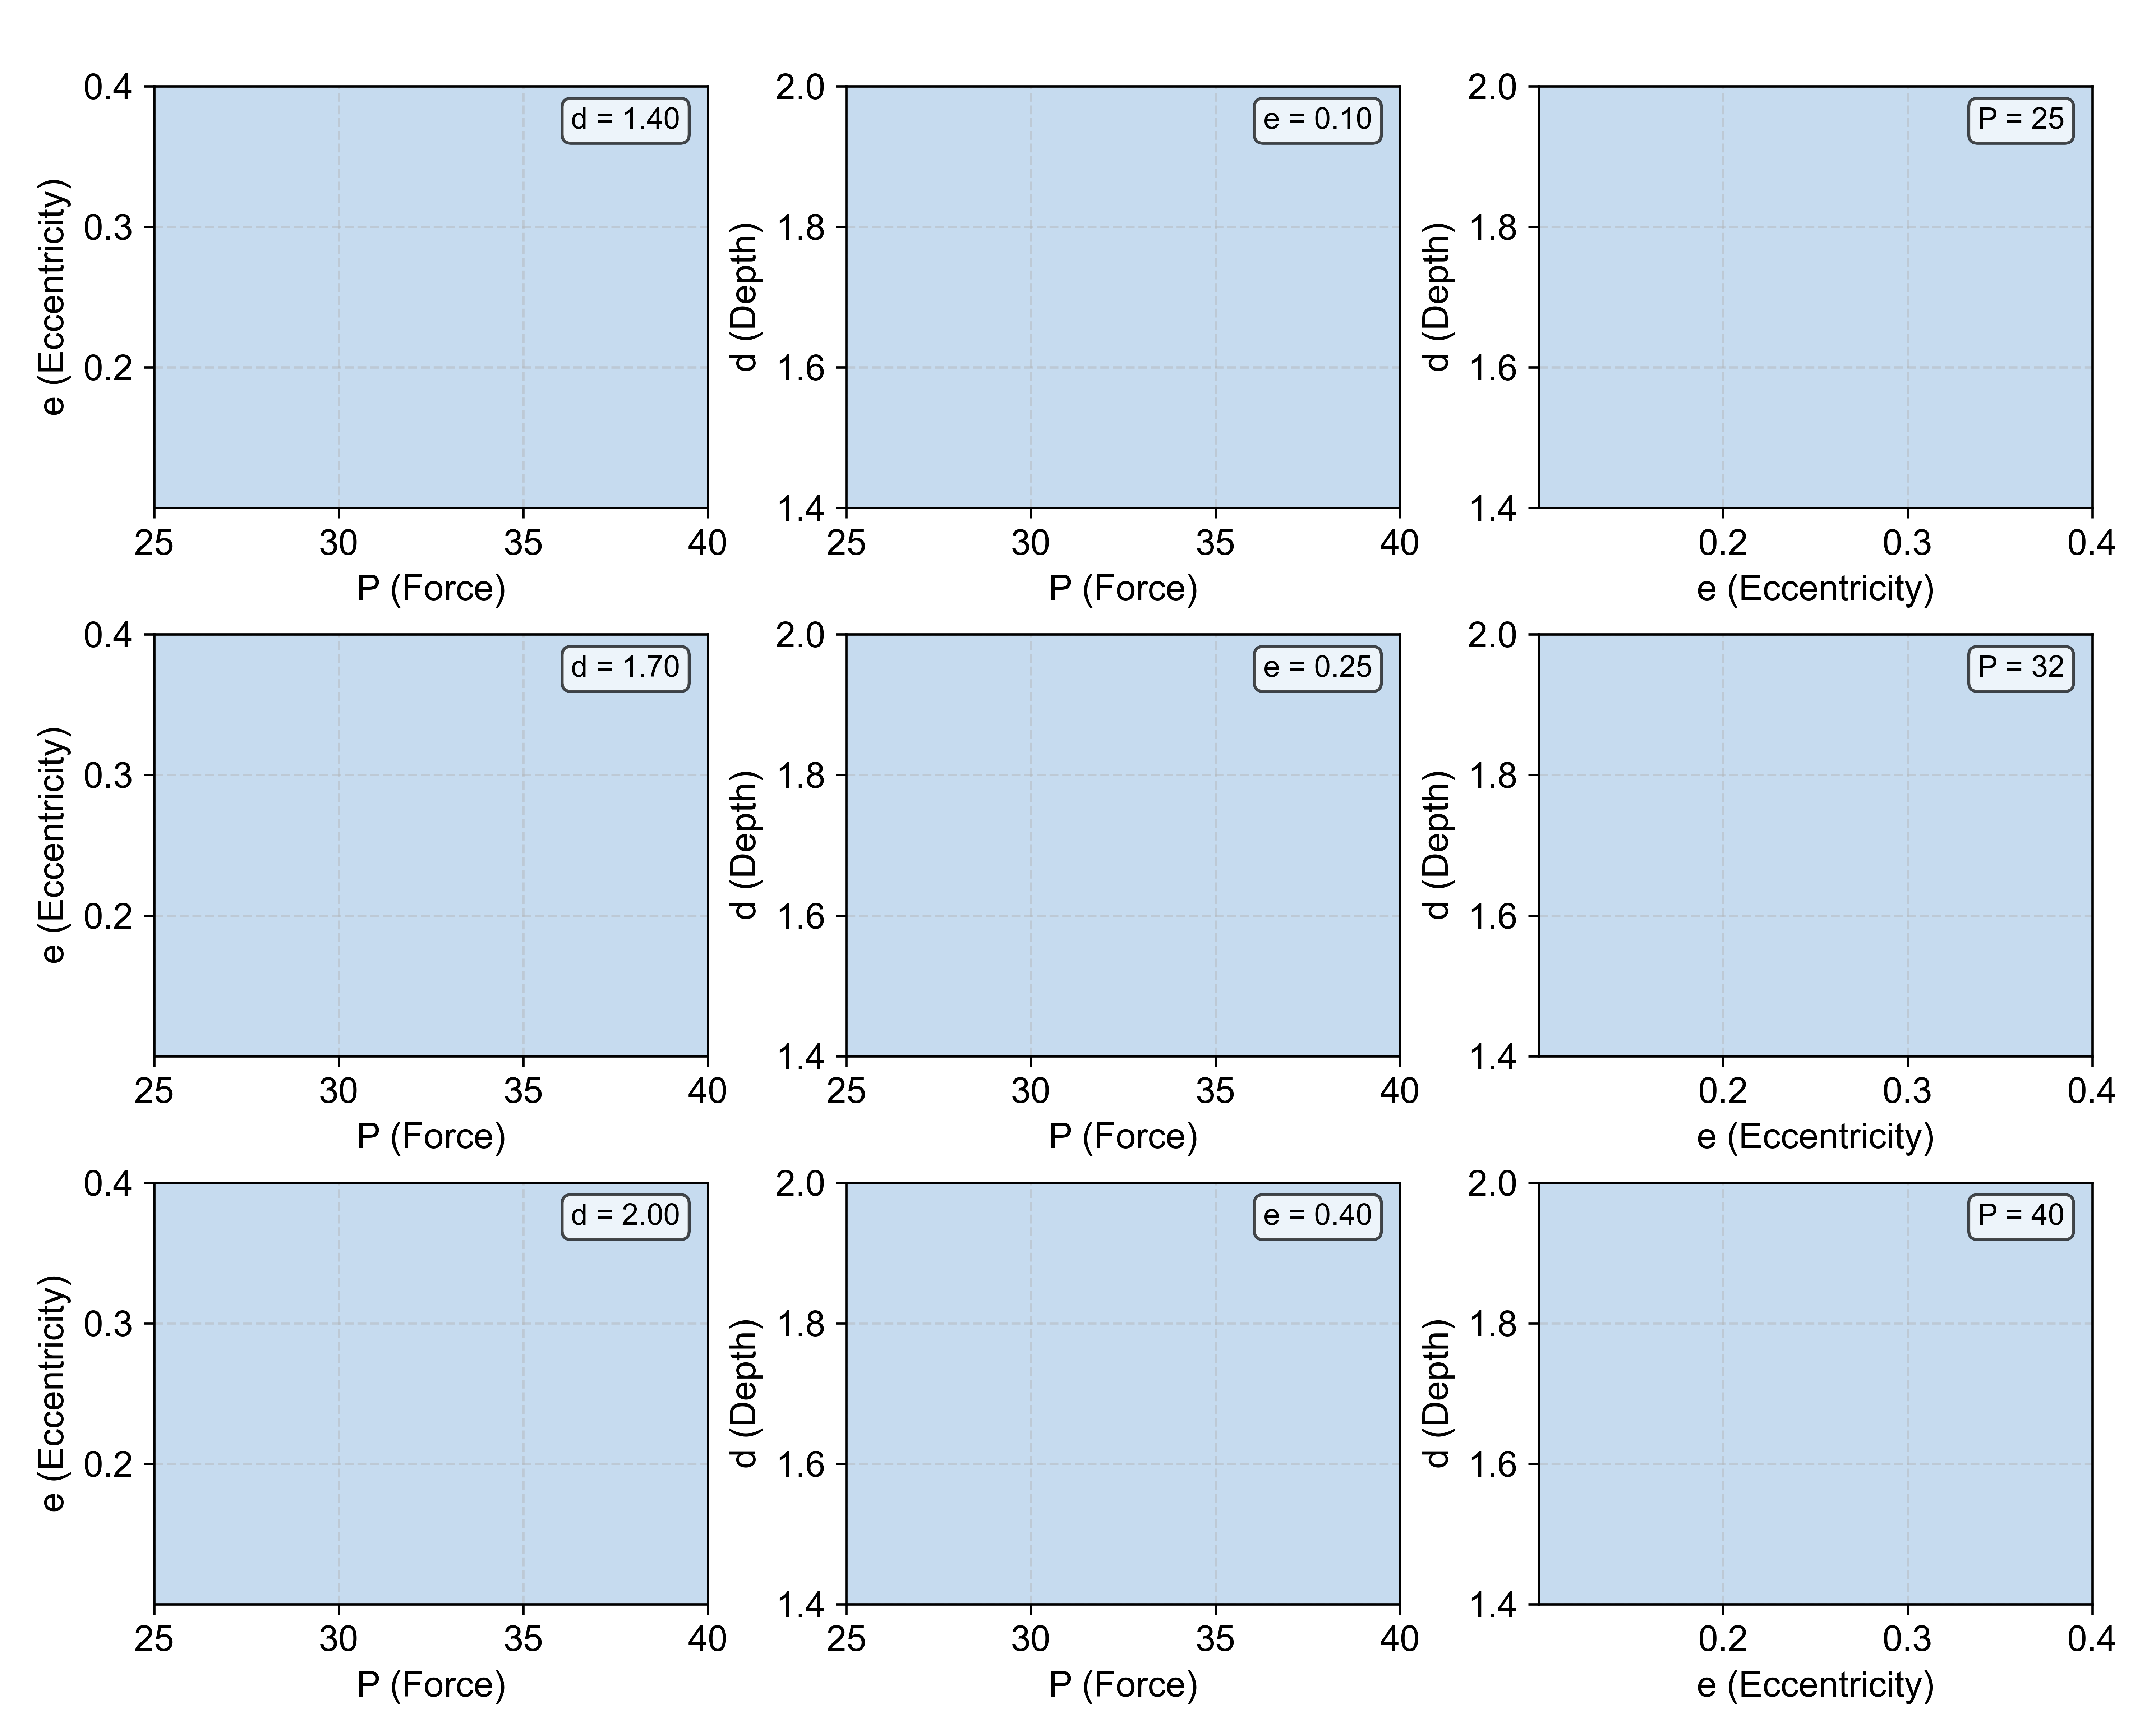 0.4
0.3
0.2
e (Eccentricity)
d = 1.40
25 30 35 40
P (Force)
2.0
1.8
1.6
1.4
d (Depth)
e = 0.10
25 30 35 40
P (Force)
2.0
1.8
1.6
1.4
d (Depth)
P = 25
0.2 0.3 0.4
e (Eccentricity)
0.4
0.3
0.2
e (Eccentricity)
d = 1.70
25 30 35 40
P (Force)
2.0
1.8
1.6
1.4
d (Depth)
e = 0.25
25 30 35 40
P (Force)
2.0
1.8
1.6
1.4
d (Depth)
P = 32
0.2 0.3 0.4
e (Eccentricity)
0.4
0.3
0.2
e (Eccentricity)
d = 2.00
25 30 35 40
P (Force)
2.0
1.8
1.6
1.4
d (Depth)
e = 0.40
25 30 35 40
P (Force)
2.0
1.8
1.6
1.4
d (Depth)
P = 40
0.2 0.3 0.4
e (Eccentricity)